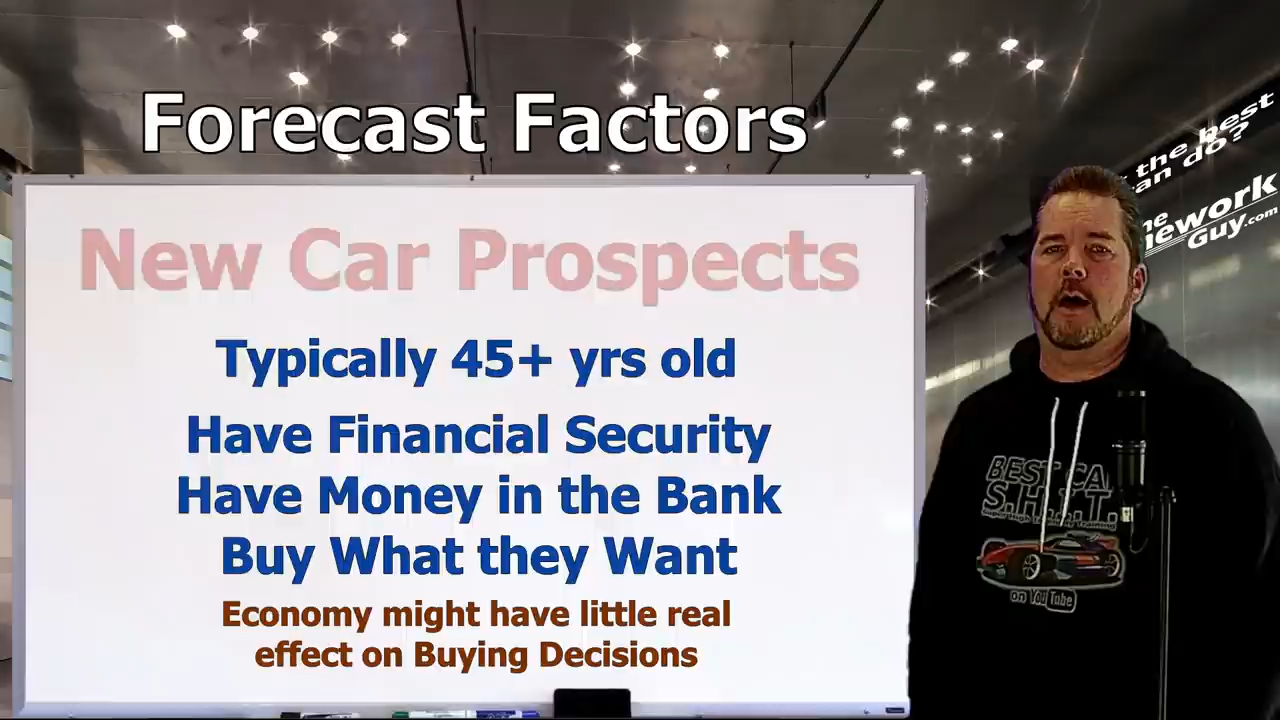 Forecast Factors
New Car Prospects
Typically 45+ yrs old
Have Financial Security
Have Money in the Bank
Buy What they Want
Economy might have little real
effect on Buying Decisions
the best
do?
Guy.com
BEST
S.H.I.T.
on YouTube